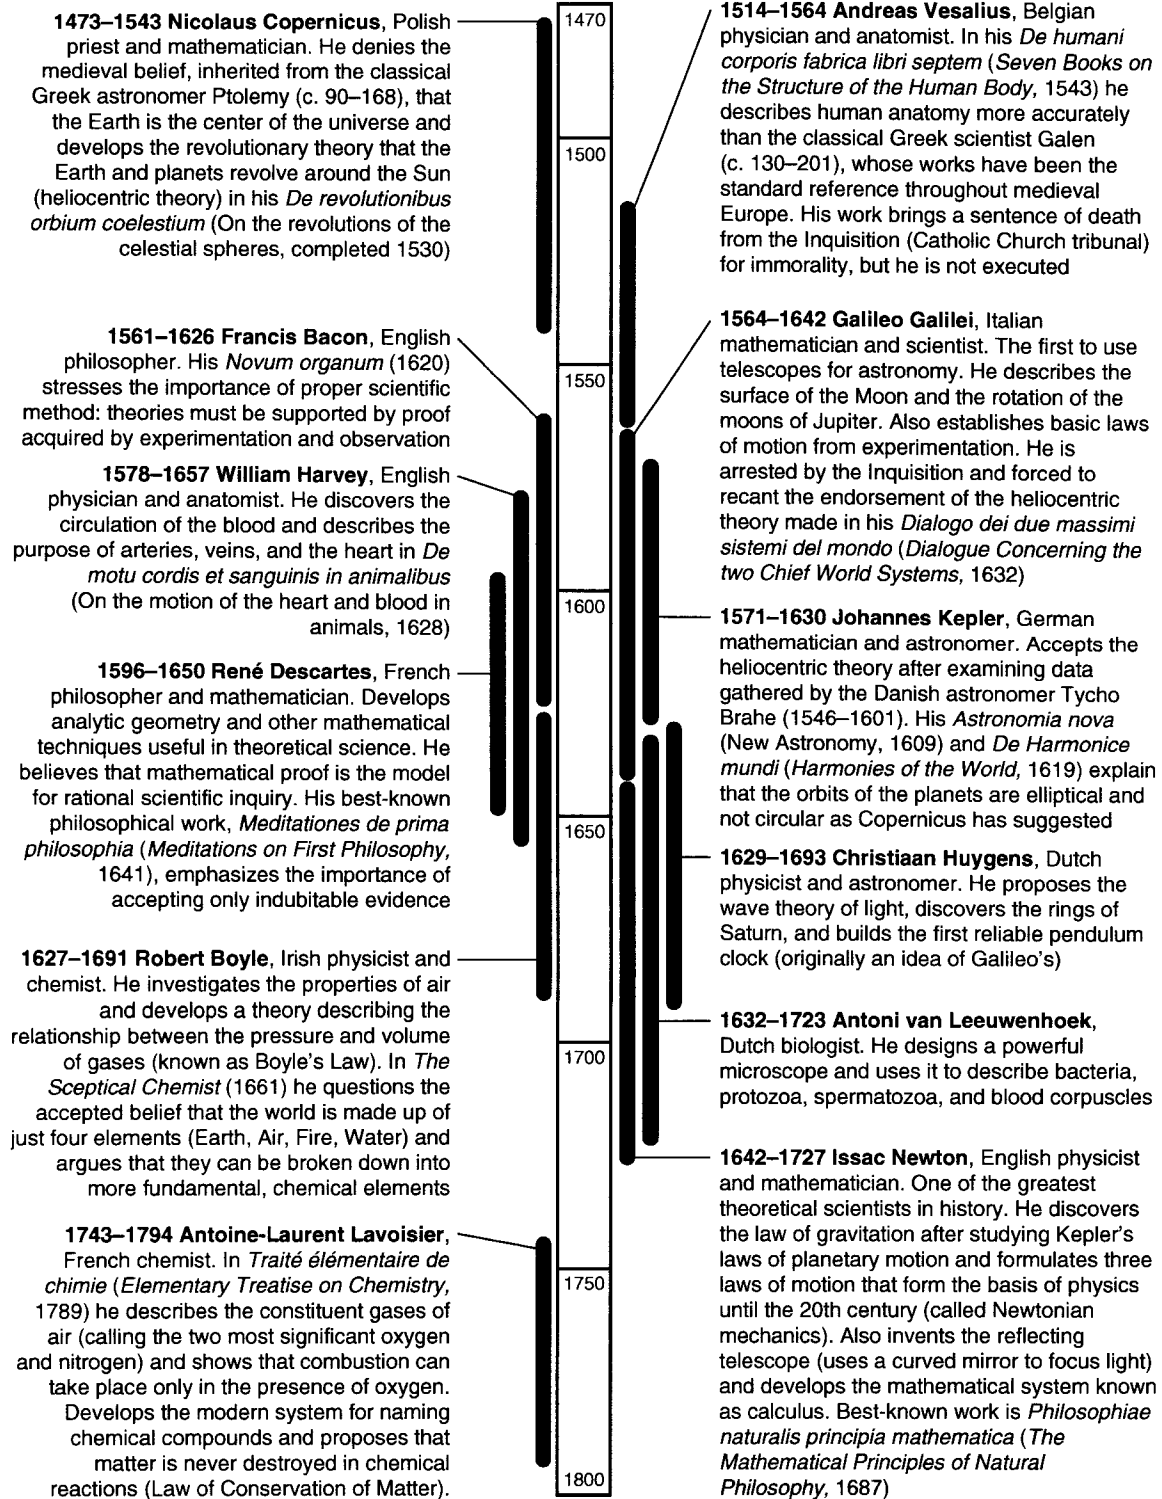 1473–1543 Nicolaus Copernicus, Polish
priest and mathematician. He denies the
medieval belief, inherited from the classical
Greek astronomer Ptolemy (c. 90–168), that
the Earth is the center of the universe and
develops the revolutionary theory that the
Earth and planets revolve around the Sun
(heliocentric theory) in his De revolutionibus
orbium coelestium (On the revolutions of the
celestial spheres, completed 1530)
1561–1626 Francis Bacon, English
philosopher. His Novum organum (1620)
stresses the importance of proper scientific
method: theories must be supported by proof
acquired by experimentation and observation
1578–1657 William Harvey, English
physician and anatomist. He discovers the
circulation of the blood and describes the
purpose of arteries, veins, and the heart in De
motu cordis et sanguinis in animalibus
(On the motion of the heart and blood in
animals, 1628)
1596–1650 René Descartes, French
philosopher and mathematician. Develops
analytic geometry and other mathematical
techniques useful in theoretical science. He
believes that mathematical proof is the model
for rational scientific inquiry. His best-known
philosophical work, Meditationes de prima
philosophia (Meditations on First Philosophy,
1641), emphasizes the importance of
accepting only indubitable evidence
1627–1691 Robert Boyle, Irish physicist and
chemist. He investigates the properties of air
and develops a theory describing the
relationship between the pressure and volume
of gases (known as Boyle's Law). In The
Sceptical Chemist (1661) he questions the
accepted belief that the world is made up of
just four elements (Earth, Air, Fire, Water) and
argues that they can be broken down into
more fundamental, chemical elements
1743–1794 Antoine-Laurent Lavoisier,
French chemist. In Traité élémentaire de
chimie (Elementary Treatise on Chemistry,
1789) he describes the constituent gases of
air (calling the two most significant oxygen
and nitrogen) and shows that combustion can
take place only in the presence of oxygen.
Develops the modern system for naming
chemical compounds and proposes that
matter is never destroyed in chemical
reactions (Law of Conservation of Matter).
1470
1500
1550
1600
1650
1700
1750
1800
1514–1564 Andreas Vesalius, Belgian
physician and anatomist. In his De humani
corporis fabrica libri septem (Seven Books on
the Structure of the Human Body, 1543) he
describes human anatomy more accurately
than the classical Greek scientist Galen
(c. 130–201), whose works have been the
standard reference throughout medieval
Europe. His work brings a sentence of death
from the Inquisition (Catholic Church tribunal)
for immorality, but he is not executed
1564–1642 Galileo Galilei, Italian
mathematician and scientist. The first to use
telescopes for astronomy. He describes the
surface of the Moon and the rotation of the
moons of Jupiter. Also establishes basic laws
of motion from experimentation. He is
arrested by the Inquisition and forced to
recant the endorsement of the heliocentric
theory made in his Dialogo dei due massimi
sistemi del mondo (Dialogue Concerning the
two Chief World Systems, 1632)
1571–1630 Johannes Kepler, German
mathematician and astronomer. Accepts the
heliocentric theory after examining data
gathered by the Danish astronomer Tycho
Brahe (1546–1601). His Astronomia nova
(New Astronomy, 1609) and De Harmonice
mundi (Harmonies of the World, 1619) explain
that the orbits of the planets are elliptical and
not circular as Copernicus has suggested
1629–1693 Christiaan Huygens, Dutch
physicist and astronomer. He proposes the
wave theory of light, discovers the rings of
Saturn, and builds the first reliable pendulum
clock (originally an idea of Galileo's)
1632–1723 Antoni van Leeuwenhoek,
Dutch biologist. He designs a powerful
microscope and uses it to describe bacteria,
protozoa, spermatozoa, and blood corpuscles
1642–1727 Issac Newton, English physicist
and mathematician. One of the greatest
theoretical scientists in history. He discovers
the law of gravitation after studying Kepler's
laws of planetary motion and formulates three
laws of motion that form the basis of physics
until the 20th century (called Newtonian
mechanics). Also invents the reflecting
telescope (uses a curved mirror to focus light)
and develops the mathematical system known
as calculus. Best-known work is Philosophiae
naturalis principia mathematica (The
Mathematical Principles of Natural
Philosophy, 1687)